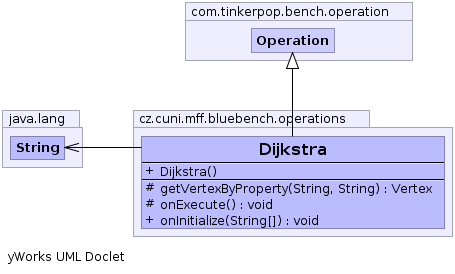 com.tinkerpop.bench.operation
Operation
java.lang
String
cz.cuni.mff.bluebench.operations
Dijkstra
+ Dijkstra()
# getVertexByProperty(String, String) : Vertex
# onExecute() : void
+ onInitialize(String[]) : void
yWorks UML Doclet